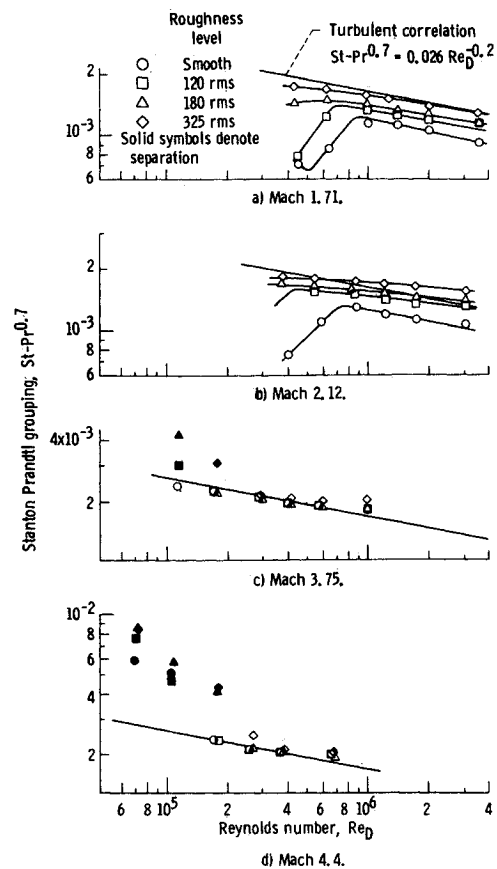 Roughness
level
Smooth
120 rms
180 rms
325 rms
Solid symbols denote
separation
Turbulent correlation
St-Pr^0.7 = 0.026 Re_D^-0.2
2
10^-3
8
6
a) Mach 1.71.
2
10^-3
8
6
b) Mach 2.12.
Stanton Prandtl grouping; St-Pr^0.7
4x10^-3
2
c) Mach 3.75.
10^-2
8
6
4
2
6 8 10^5 2 4 6 8 10^6 2 4
Reynolds number, Re_D
d) Mach 4.4.